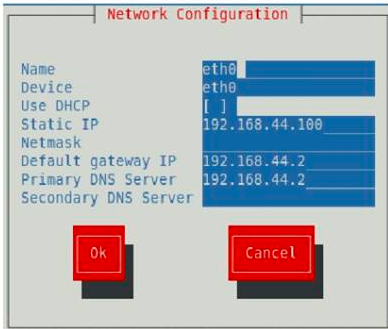 Network Configuration
Name eth0
Device eth0
Use DHCP [ ]
Static IP 192.168.44.100
Netmask
Default gateway IP 192.168.44.2
Primary DNS Server 192.168.44.2
Secondary DNS Server
Ok Cancel